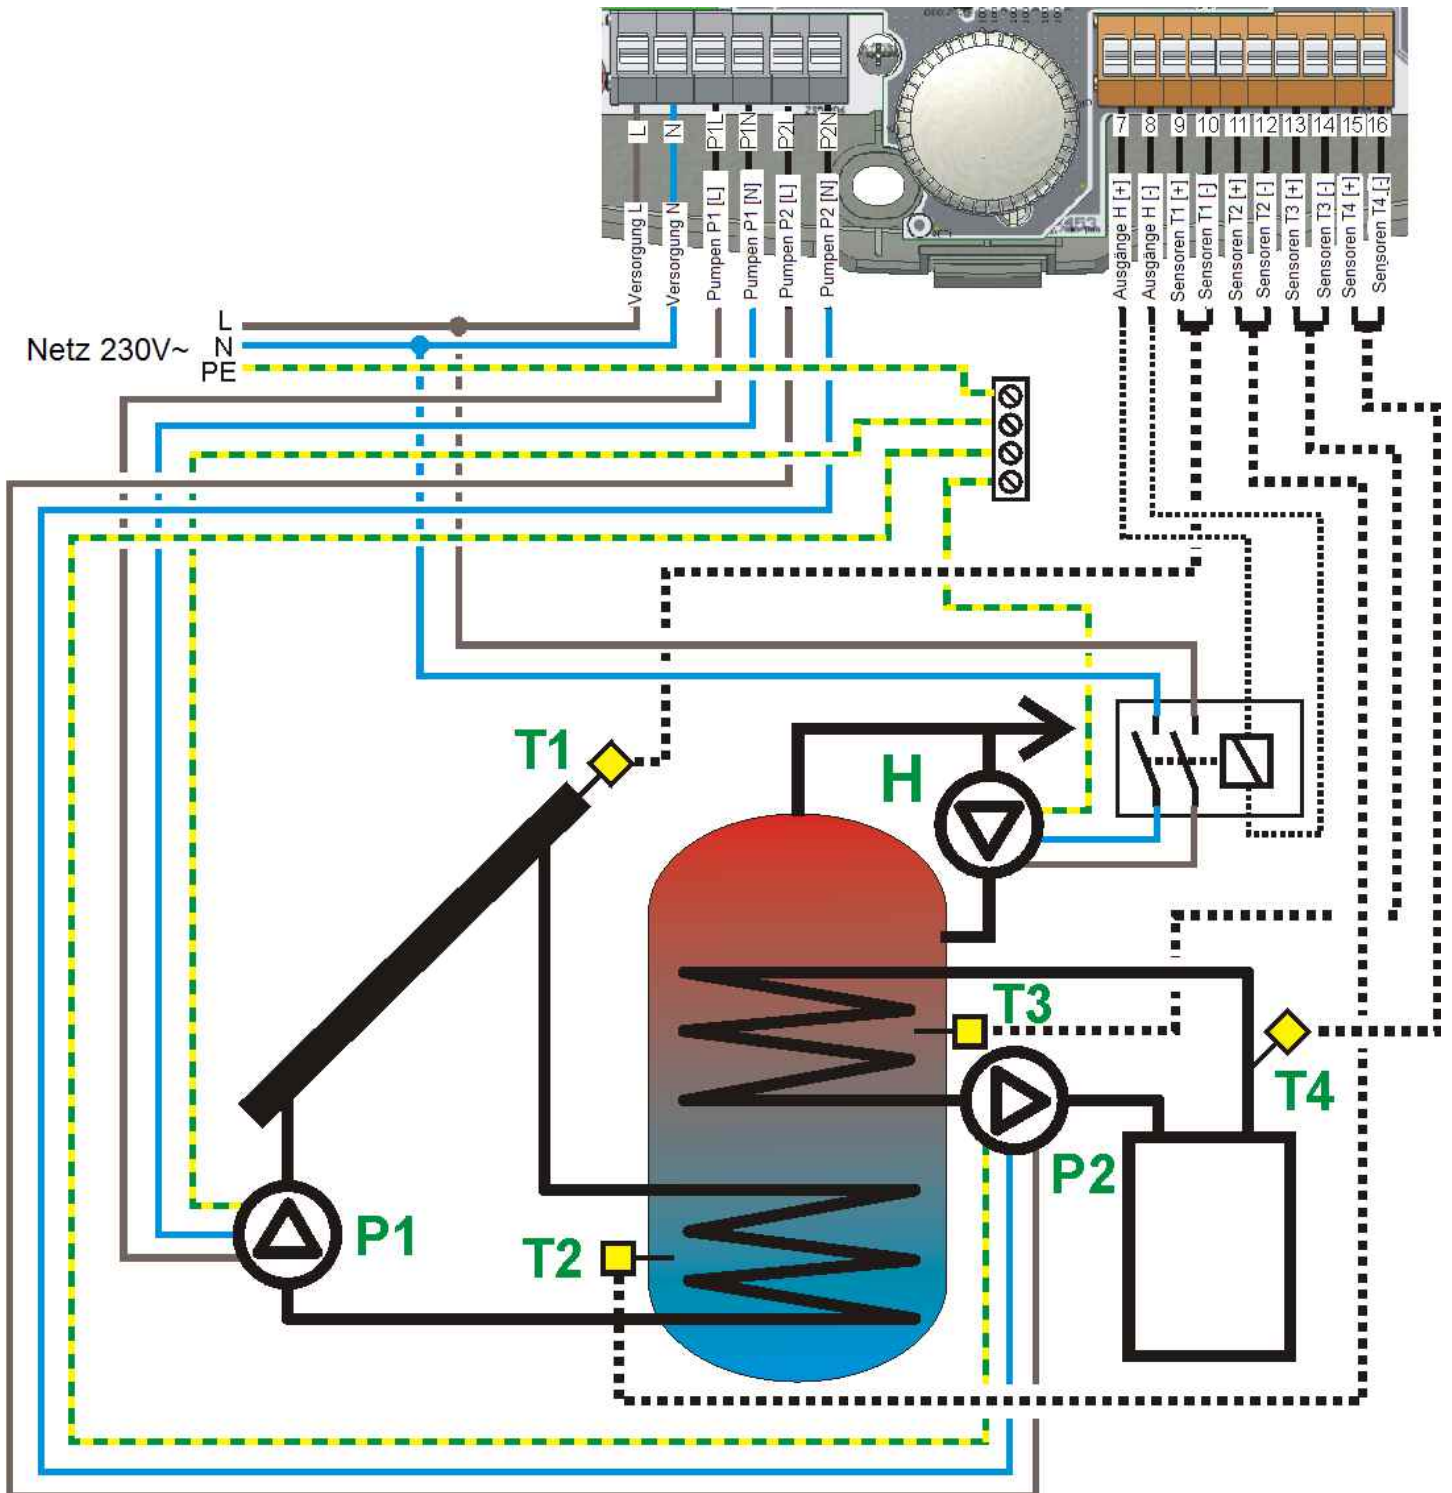 L
N
P1L
P1N
P2L
P2N
7
8
9
10
11
12
13
14
15
16
Versorgung L
Versorgung N
Pumpen P1 [L]
Pumpen P1 [N]
Pumpen P2 [L]
Pumpen P2 [N]
Ausgänge H [+]
Ausgänge H [-]
Sensoren T1 [+]
Sensoren T1 [-]
Sensoren T2 [+]
Sensoren T2 [-]
Sensoren T3 [+]
Sensoren T3 [-]
Sensoren T4 [+]
Sensoren T4 [-]
L
Netz 230V~ N
PE
T1
H
T3
T4
P2
P1
T2